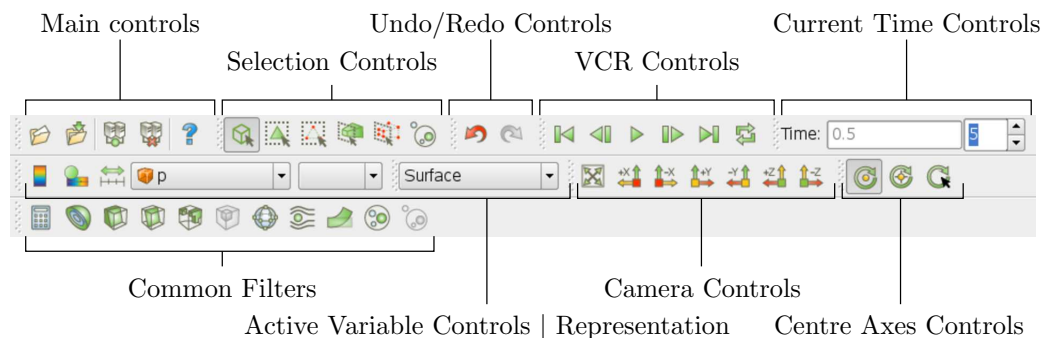 Main controls
Undo/Redo Controls
Current Time Controls
Selection Controls
VCR Controls
?
Time: 0.5 5
p
Surface
+X -X +Y -Y +Z -Z
Common Filters
Camera Controls
Active Variable Controls | Representation
Centre Axes Controls